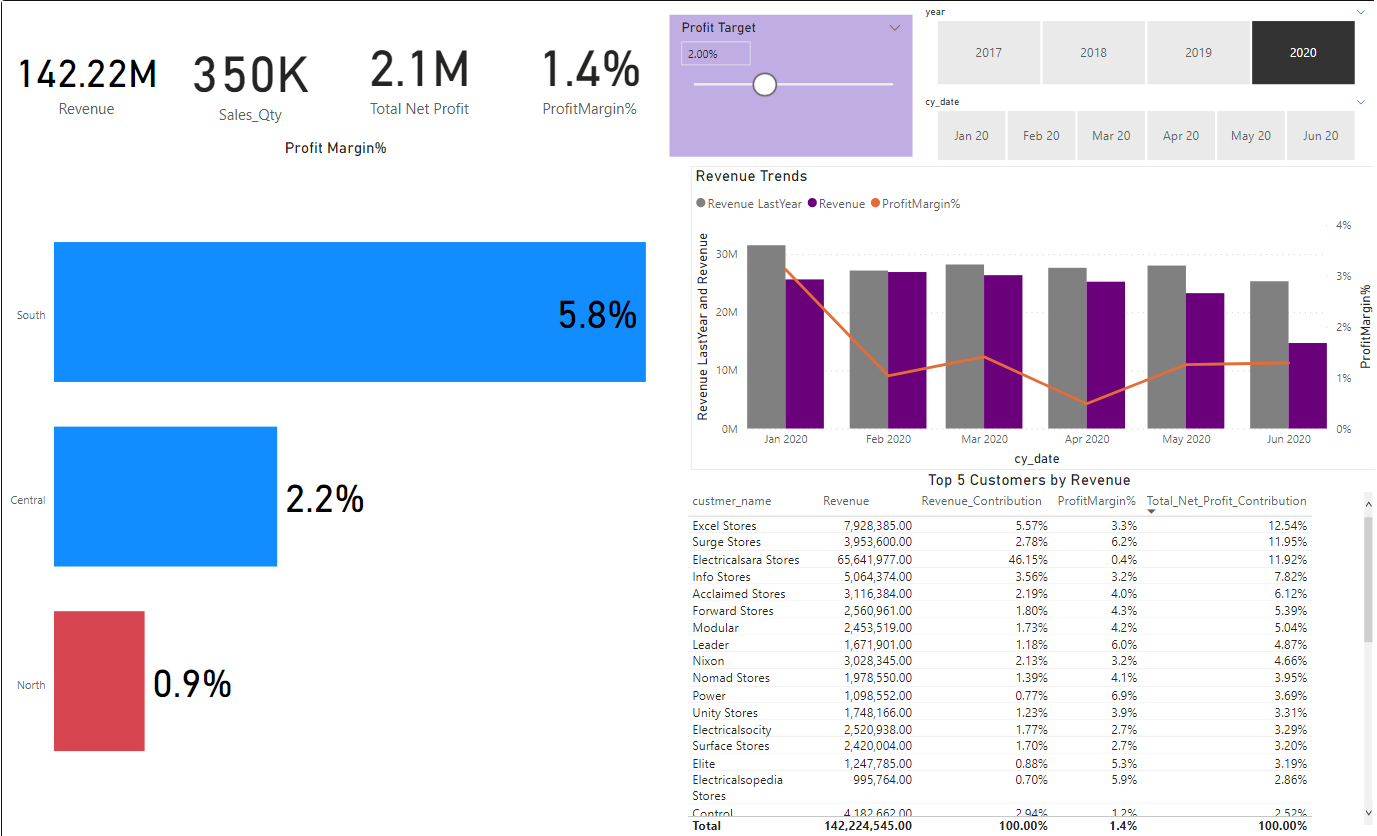 142.22M
Revenue
350K
Sales_Qty
2.1M
Total Net Profit
1.4%
ProfitMargin%
Profit Target
2.00%
year
2017 2018 2019 2020
cy_date
Jan 20 Feb 20 Mar 20 Apr 20 May 20 Jun 20
Profit Margin%
South 5.8%
Central 2.2%
North 0.9%
Revenue Trends
Revenue LastYear Revenue ProfitMargin%
Revenue LastYear and Revenue
30M
20M
10M
0M
4%
3%
2%
1%
0%
ProfitMargin%
Jan 2020 Feb 2020 Mar 2020 Apr 2020 May 2020 Jun 2020
cy_date
Top 5 Customers by Revenue
custmer_name Revenue Revenue_Contribution ProfitMargin% Total_Net_Profit_Contribution
Excel Stores 7,928,385.00 5.57% 3.3% 12.54%
Surge Stores 3,953,600.00 2.78% 6.2% 11.95%
Electricalsara Stores 65,641,977.00 46.15% 0.4% 11.92%
Info Stores 5,064,374.00 3.56% 3.2% 7.82%
Acclaimed Stores 3,116,384.00 2.19% 4.0% 6.12%
Forward Stores 2,560,961.00 1.80% 4.3% 5.39%
Modular 2,453,519.00 1.73% 4.2% 5.04%
Leader 1,671,901.00 1.18% 6.0% 4.87%
Nixon 3,028,345.00 2.13% 3.2% 4.66%
Nomad Stores 1,978,550.00 1.39% 4.1% 3.95%
Power 1,098,552.00 0.77% 6.9% 3.69%
Unity Stores 1,748,166.00 1.23% 3.9% 3.31%
Electricalsocity 2,520,938.00 1.77% 2.7% 3.29%
Surface Stores 2,420,004.00 1.70% 2.7% 3.20%
Elite 1,247,785.00 0.88% 5.3% 3.19%
Electricalsopedia 995,764.00 0.70% 5.9% 2.86%
Stores
Control 4,182,662.00 2.94% 1.2% 2.52%
Total 142,224,545.00 100.00% 1.4% 100.00%